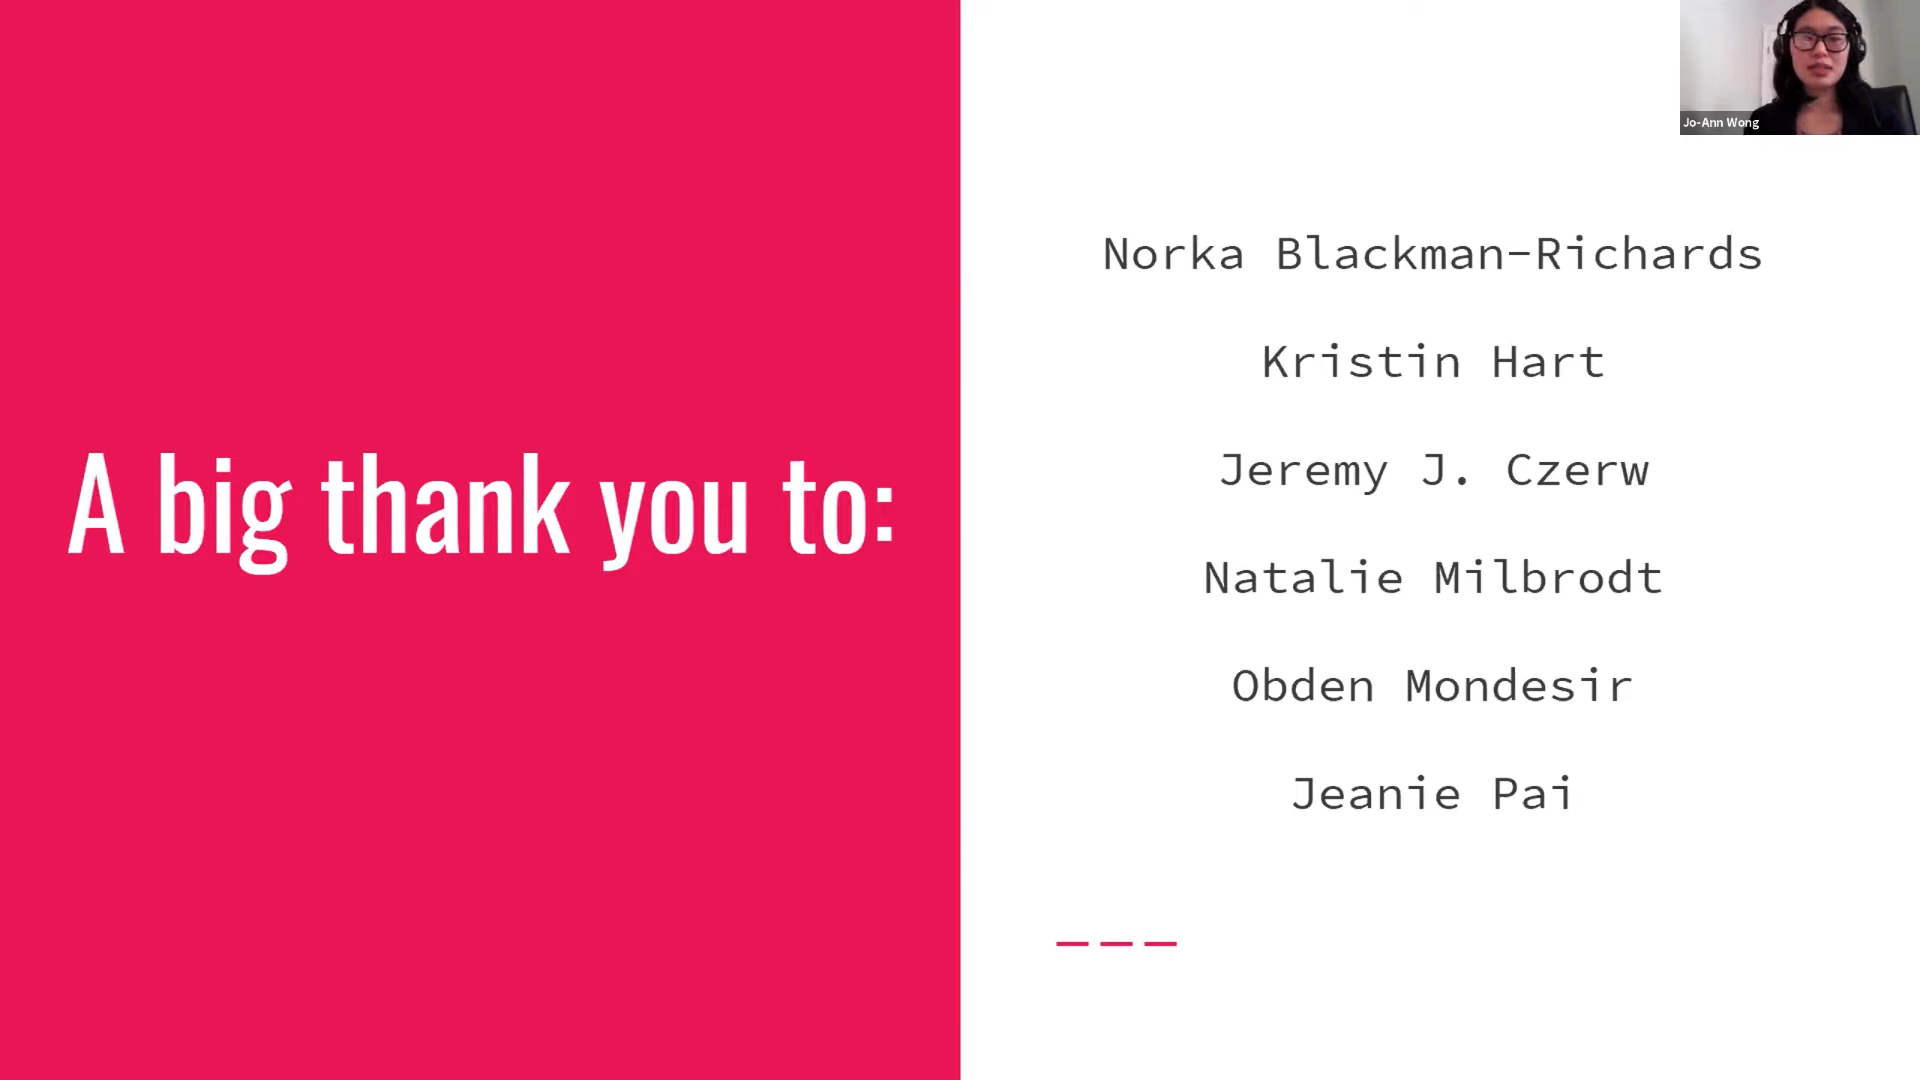 Jo-Ann Wong
A big thank you to:
Norka Blackman-Richards
Kristin Hart
Jeremy J. Czerw
Natalie Milbrodt
Obden Mondesir
Jeanie Pai